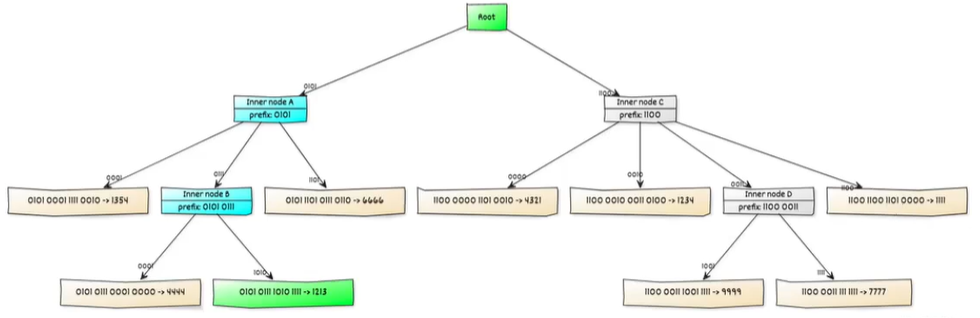 Root
0101
1100
Inner node A
prefix: 0101
Inner node C
prefix: 1100
0001
0111
1101
0000
0010
0011
1100
0101 0001 1111 0010 -> 1354
Inner node B
prefix: 0101 0111
0101 1101 0111 0110 -> 6666
1100 0000 1101 0010 -> 4321
1100 0010 0011 0100 -> 1234
Inner node D
prefix: 1100 0011
1100 1100 1101 0000 -> 1111
0001
1010
1001
1111
0101 0111 0001 0000 -> 4444
0101 0111 1010 1111 -> 1213
1100 0011 1001 1111 -> 9999
1100 0011 111 1111 -> 7777